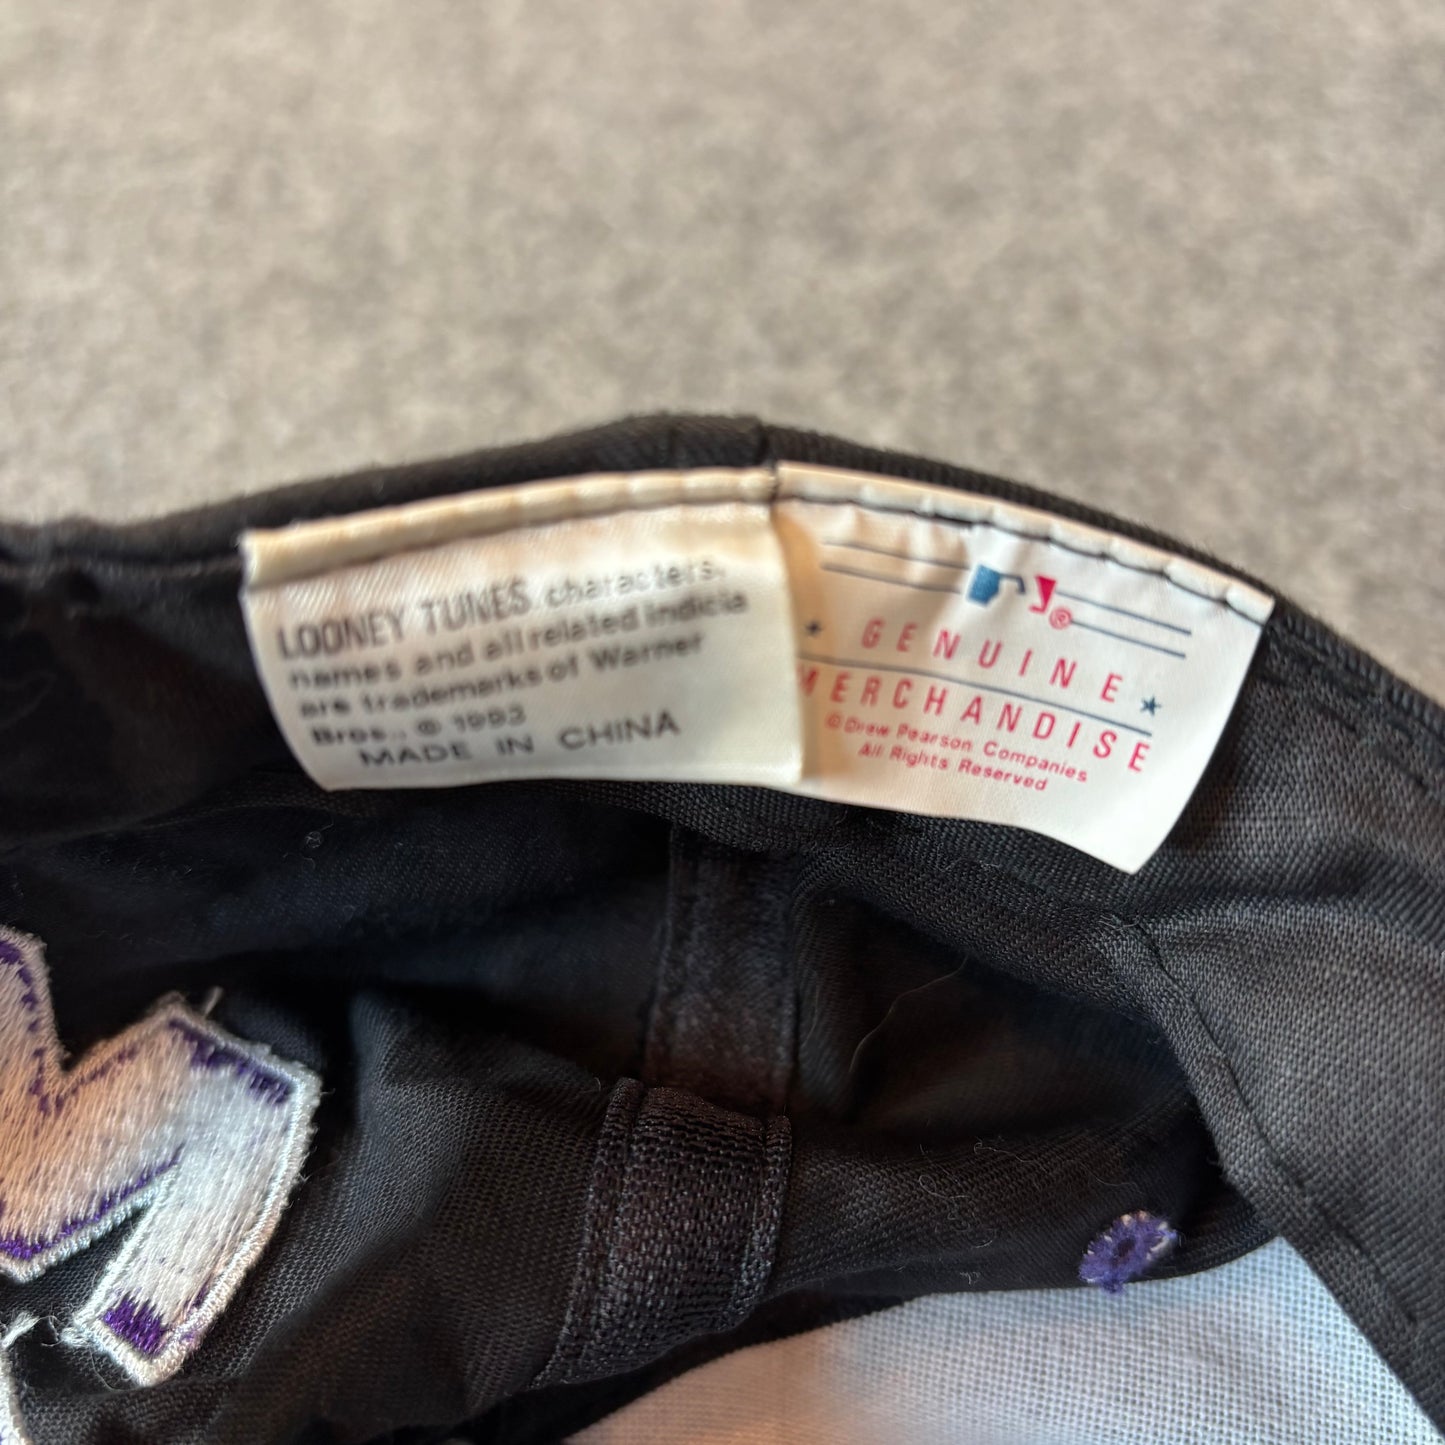 LOONEY TUNES characters,
names and all related indicia
are trademarks of Warner
Bros., © 1993
MADE IN CHINA
®
★ GENUINE ★
MERCHANDISE
©Drew Pearson Companies
All Rights Reserved